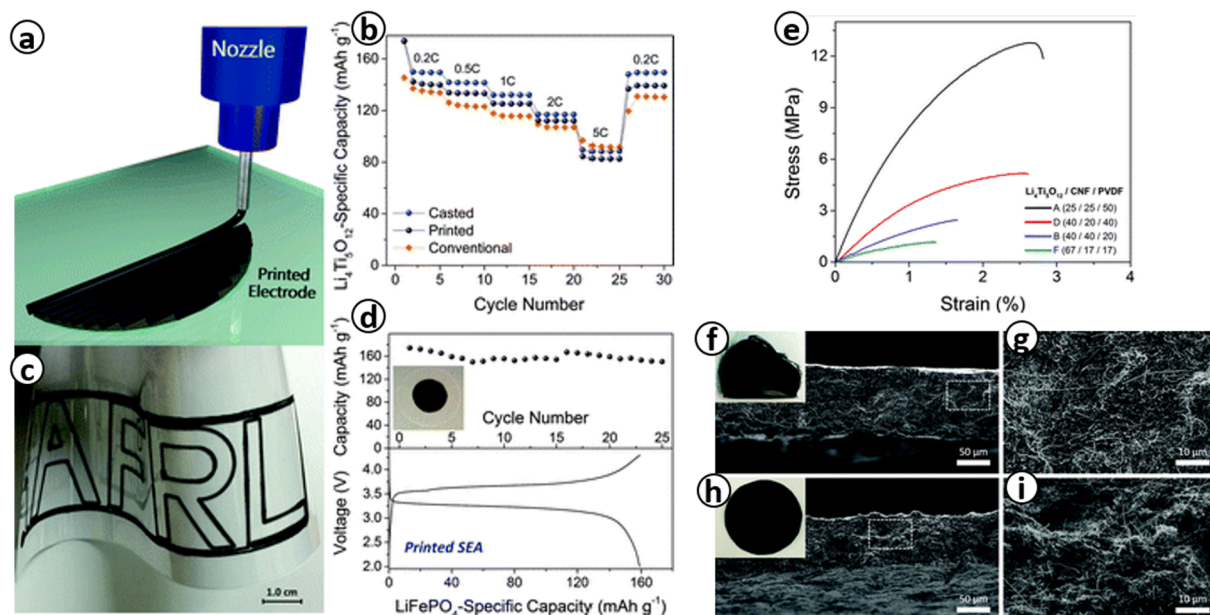 a
Nozzle
Printed
Electrode
b
Li₄Ti₅O₁₂-Specific Capacity (mAh g⁻¹)
160
120
80
40
0
0.2C
0.5C
1C
2C
5C
0.2C
Casted
Printed
Conventional
0 5 10 15 20 25 30
Cycle Number
c
AFRL
1.0 cm
d
Capacity (mAh g⁻¹)
200
160
120
80
40
0
Cycle Number
0 5 10 15 20 25
Voltage (V)
4.0
3.5
3.0
2.5
2.0
Printed SEA
0 40 80 120 160
LiFePO₄-Specific Capacity (mAh g⁻¹)
e
Stress (MPa)
12
9
6
3
0
Li₄Ti₅O₁₂ / CNF / PVDF
A (25 / 25 / 50)
D (40 / 20 / 40)
B (40 / 40 / 20)
F (67 / 17 / 17)
0 1 2 3 4
Strain (%)
f
50 μm
g
10 μm
h
50 μm
i
10 μm